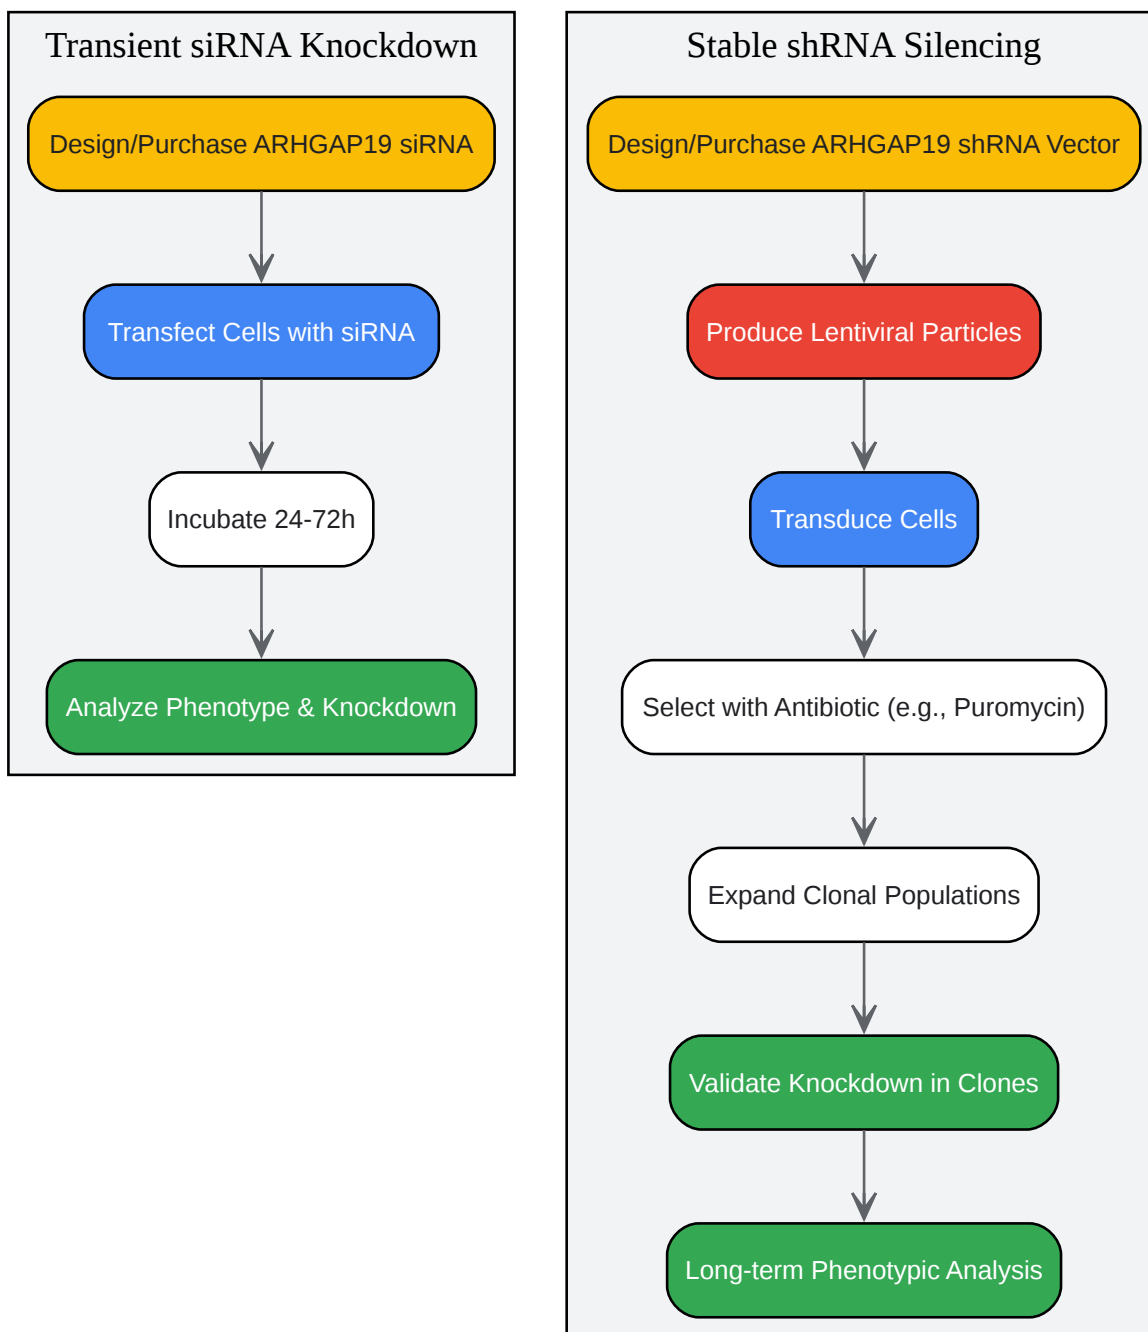 Transient siRNA Knockdown
Design/Purchase ARHGAP19 siRNA
Transfect Cells with siRNA
Incubate 24-72h
Analyze Phenotype & Knockdown
Stable shRNA Silencing
Design/Purchase ARHGAP19 shRNA Vector
Produce Lentiviral Particles
Transduce Cells
Select with Antibiotic (e.g., Puromycin)
Expand Clonal Populations
Validate Knockdown in Clones
Long-term Phenotypic Analysis